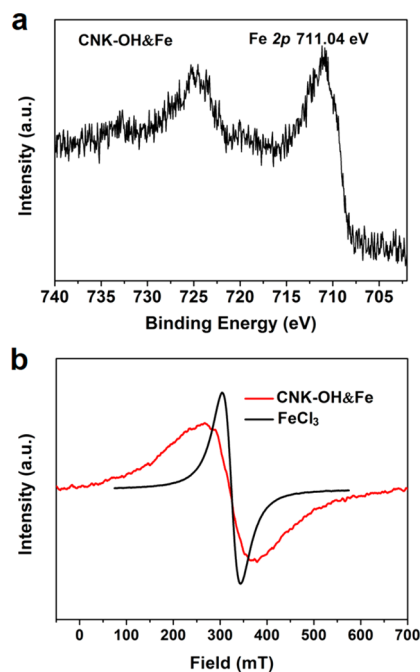 a
CNK-OH&Fe
Fe 2p 711.04 eV
Intensity (a.u.)
740 735 730 725 720 715 710 705
Binding Energy (eV)
b
CNK-OH&Fe
FeCl₃
Intensity (a.u.)
0 100 200 300 400 500 600 700
Field (mT)